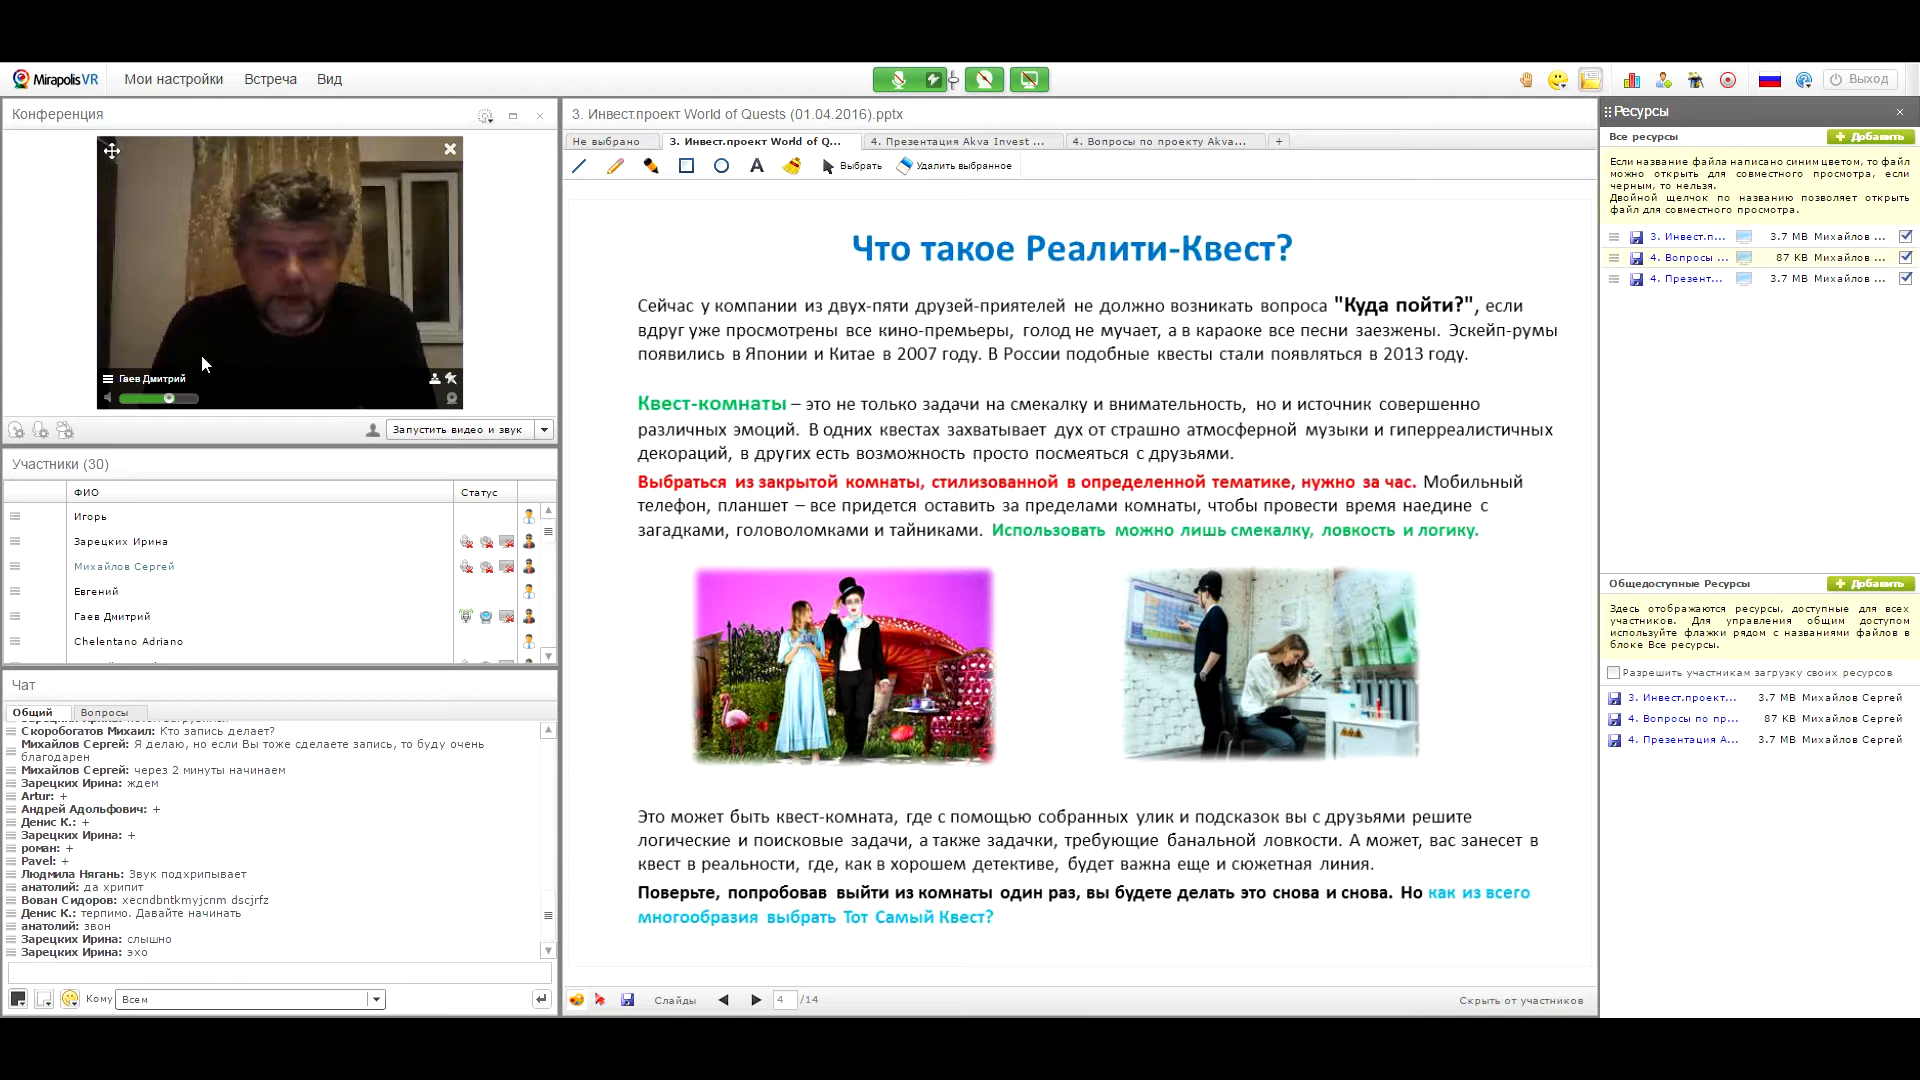 Mirapolis VR
Мои настройки
Встреча
Вид
Выход
Конференция
Гаев Дмитрий
Запустить видео и звук
Участники (30)
ФИО
Статус
Игорь
Зарецких Ирина
Михайлов Сергей
Евгений
Гаев Дмитрий
Chelentano Adriano
Чат
Общий
Вопросы
Скоробогатов Михаил: Кто запись делает?
Михайлов Сергей: Я делаю, но если Вы тоже сделаете запись, то буду очень
благодарен
Михайлов Сергей: через 2 минуты начинаем
Зарецких Ирина: ждем
Artur: +
Андрей Адольфович: +
Денис К.: +
Зарецких Ирина: +
роман: +
Pavel: +
Людмила Нягань: Звук подхрипывает
анатолий: да хрипит
Вован Сидоров: xecndbntkmyjcnm dscjrfz
Денис К.: терпимо. Давайте начинать
анатолий: звон
Зарецких Ирина: слышно
Зарецких Ирина: эхо
Кому
Всем
3. Инвест.проект World of Quests (01.04.2016).pptx
Не выбрано
3. Инвест.проект World of Q...
4. Презентация Akva Invest ...
4. Вопросы по проекту Akva...
+
A
Выбрать
Удалить выбранное
Что такое Реалити-Квест?
Сейчас у компании из двух-пяти друзей-приятелей не должно возникать вопроса "Куда пойти?", если
вдруг уже просмотрены все кино-премьеры, голод не мучает, а в караоке все песни заезжены. Эскейп-румы
появились в Японии и Китае в 2007 году. В России подобные квесты стали появляться в 2013 году.
Квест-комнаты – это не только задачи на смекалку и внимательность, но и источник совершенно
различных эмоций. В одних квестах захватывает дух от страшно атмосферной музыки и гиперреалистичных
декораций, в других есть возможность просто посмеяться с друзьями.
Выбраться из закрытой комнаты, стилизованной в определенной тематике, нужно за час. Мобильный
телефон, планшет – все придется оставить за пределами комнаты, чтобы провести время наедине с
загадками, головоломками и тайниками. Использовать можно лишь смекалку, ловкость и логику.
Это может быть квест-комната, где с помощью собранных улик и подсказок вы с друзьями решите
логические и поисковые задачи, а также задачки, требующие банальной ловкости. А может, вас занесет в
квест в реальности, где, как в хорошем детективе, будет важна еще и сюжетная линия.
Поверьте, попробовав выйти из комнаты один раз, вы будете делать это снова и снова. Но как из всего
многообразия выбрать Тот Самый Квест?
Слайды
4
/14
Скрыть от участников
Ресурсы
Все ресурсы
Добавить
Если название файла написано синим цветом, то файл
можно открыть для совместного просмотра, если
черным, то нельзя.
Двойной щелчок по названию позволяет открыть
файл для совместного просмотра.
3. Инвест.п... 3.7 MB Михайлов ...
4. Вопросы ... 87 KB Михайлов ...
4. Презент... 3.7 MB Михайлов ...
Общедоступные Ресурсы
Добавить
Здесь отображаются ресурсы, доступные для всех
участников. Для управления общим доступом
используйте флажки рядом с названиями файлов в
блоке Все ресурсы.
Разрешить участникам загрузку своих ресурсов
3. Инвест.проект... 3.7 MB Михайлов Сергей
4. Вопросы по пр... 87 KB Михайлов Сергей
4. Презентация А... 3.7 MB Михайлов Сергей